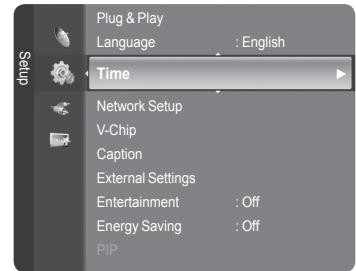 Setup
Plug & Play
Language : English
Time
Network Setup
V-Chip
Caption
External Settings
Entertainment : Off
Energy Saving : Off
PIP